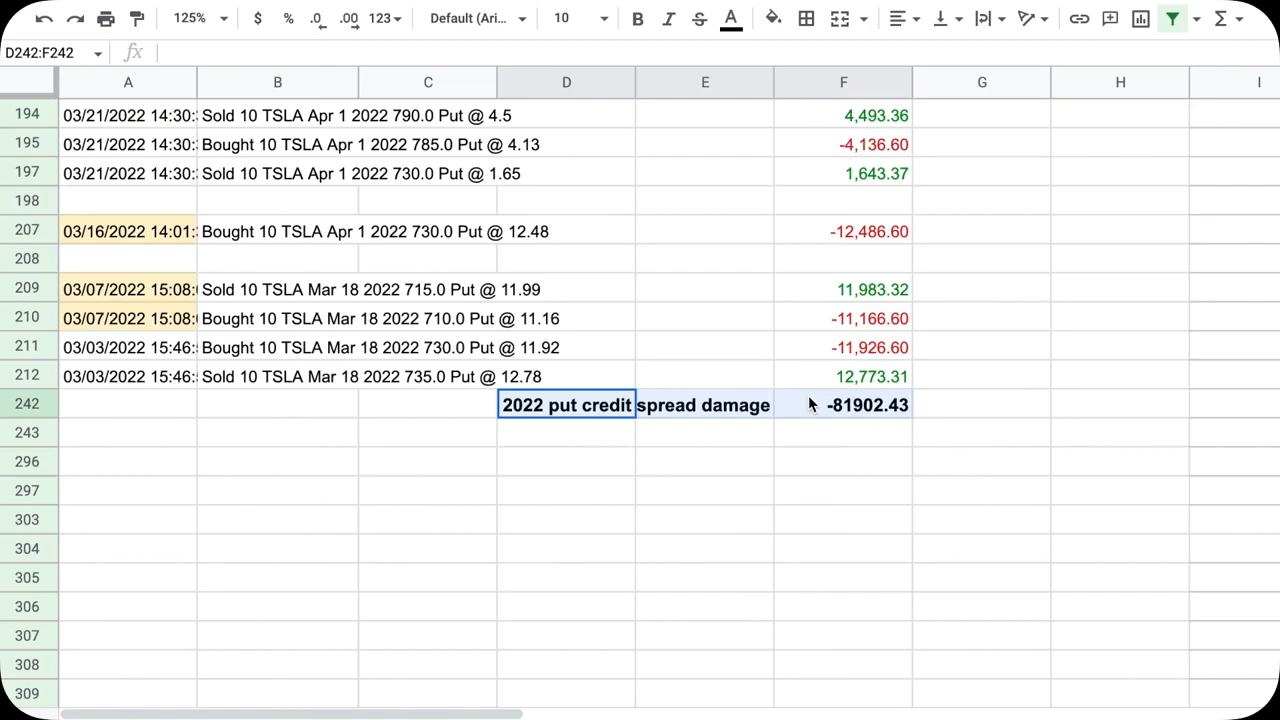 125% $ % .0 .00 123 Default (Ari... 10 B I S A Σ
D242:F242 fx
A B C D E F G H I
194 03/21/2022 14:30: Sold 10 TSLA Apr 1 2022 790.0 Put @ 4.5 4,493.36
195 03/21/2022 14:30: Bought 10 TSLA Apr 1 2022 785.0 Put @ 4.13 -4,136.60
197 03/21/2022 14:30: Sold 10 TSLA Apr 1 2022 730.0 Put @ 1.65 1,643.37
198
207 03/16/2022 14:01: Bought 10 TSLA Apr 1 2022 730.0 Put @ 12.48 -12,486.60
208
209 03/07/2022 15:08: Sold 10 TSLA Mar 18 2022 715.0 Put @ 11.99 11,983.32
210 03/07/2022 15:08: Bought 10 TSLA Mar 18 2022 710.0 Put @ 11.16 -11,166.60
211 03/03/2022 15:46: Bought 10 TSLA Mar 18 2022 730.0 Put @ 11.92 -11,926.60
212 03/03/2022 15:46: Sold 10 TSLA Mar 18 2022 735.0 Put @ 12.78 12,773.31
242 2022 put credit spread damage -81902.43
243
296
297
303
304
305
306
307
308
309